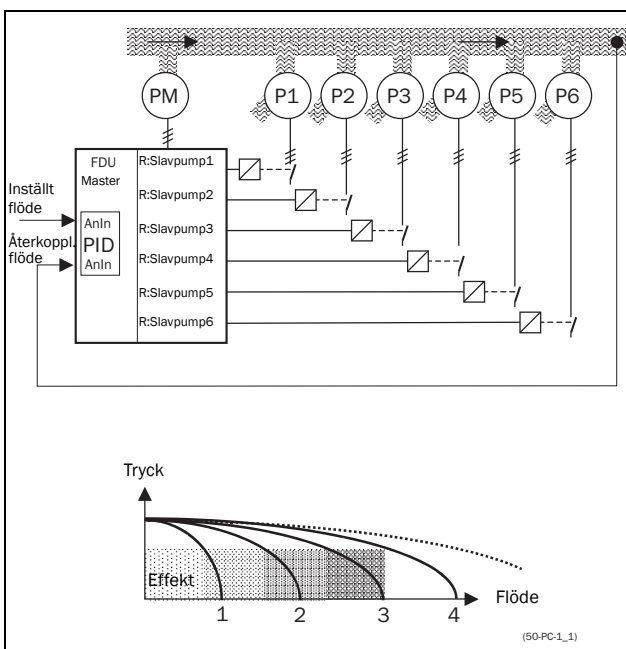 PM P1 P2 P3 P4 P5 P6
FDU
Master
R:Slavpump1
R:Slavpump2
R:Slavpump3
R:Slavpump4
R:Slavpump5
R:Slavpump6
Inställt
flöde
Återkoppl.
flöde
AnIn
PID
AnIn
Tryck
Effekt
1 2 3 4
Flöde
(50-PC-1_1)